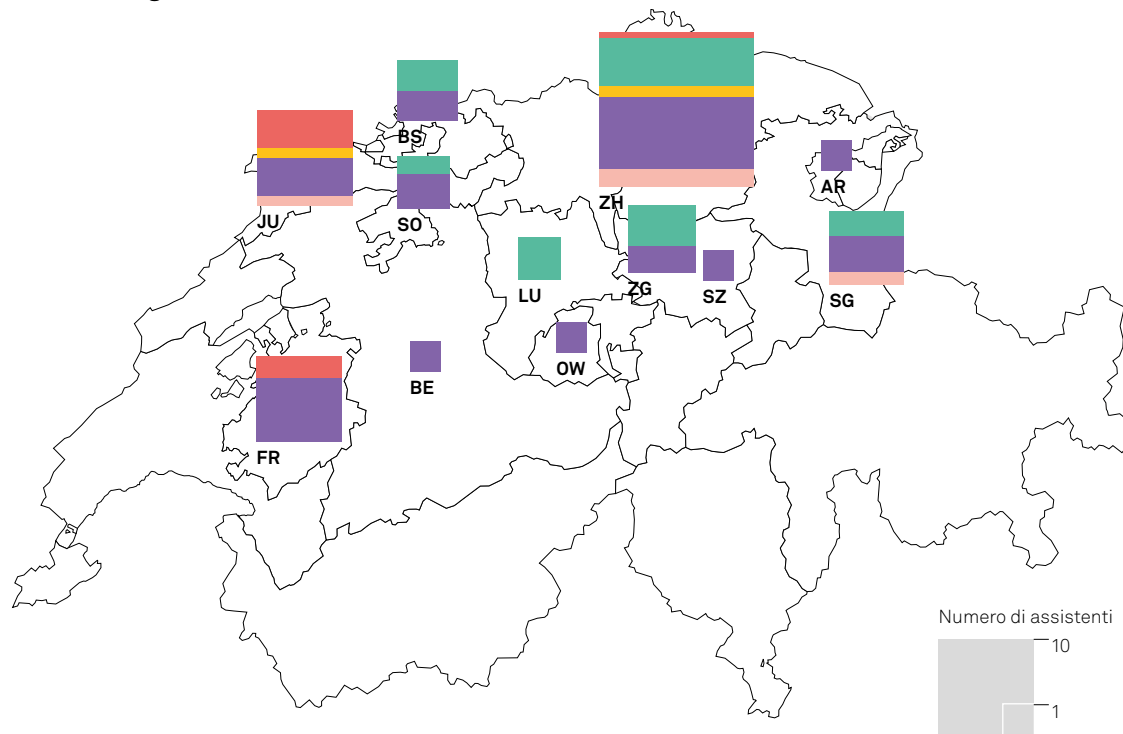 BS
JU
SO
ZH
AR
LU
ZG
SZ
SG
BE
OW
FR
Numero di assistenti
10
1